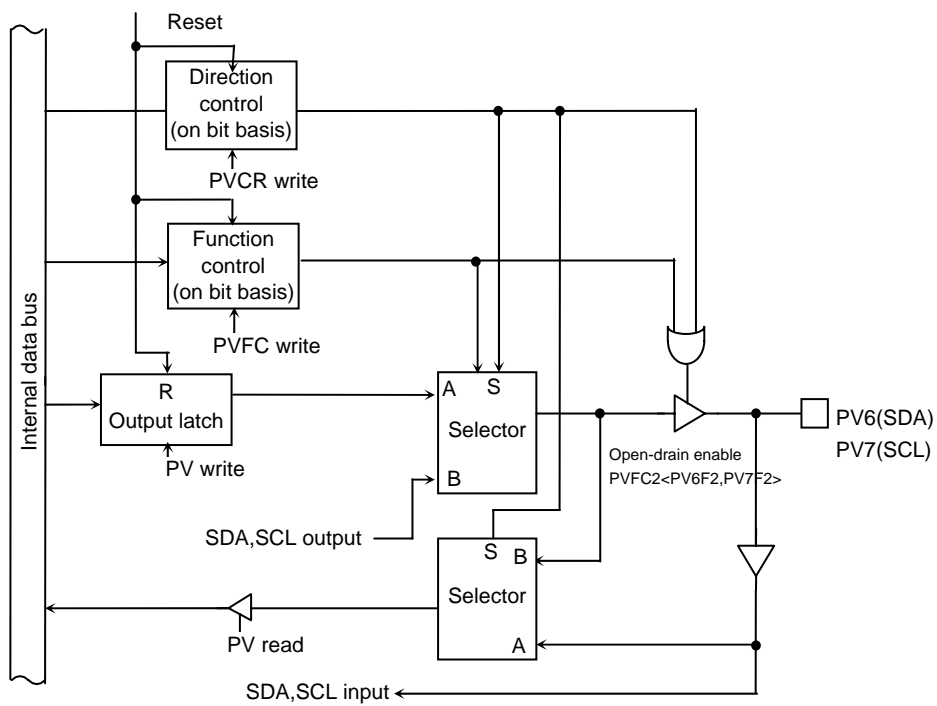 Reset
Direction
control
(on bit basis)
PVCR write
Function
control
(on bit basis)
PVFC write
Internal data bus
R
Output latch
PV write
A
S
Selector
B
SDA,SCL output
PV6(SDA)
PV7(SCL)
Open-drain enable
PVFC2<PV6F2,PV7F2>
S
B
Selector
A
PV read
SDA,SCL input